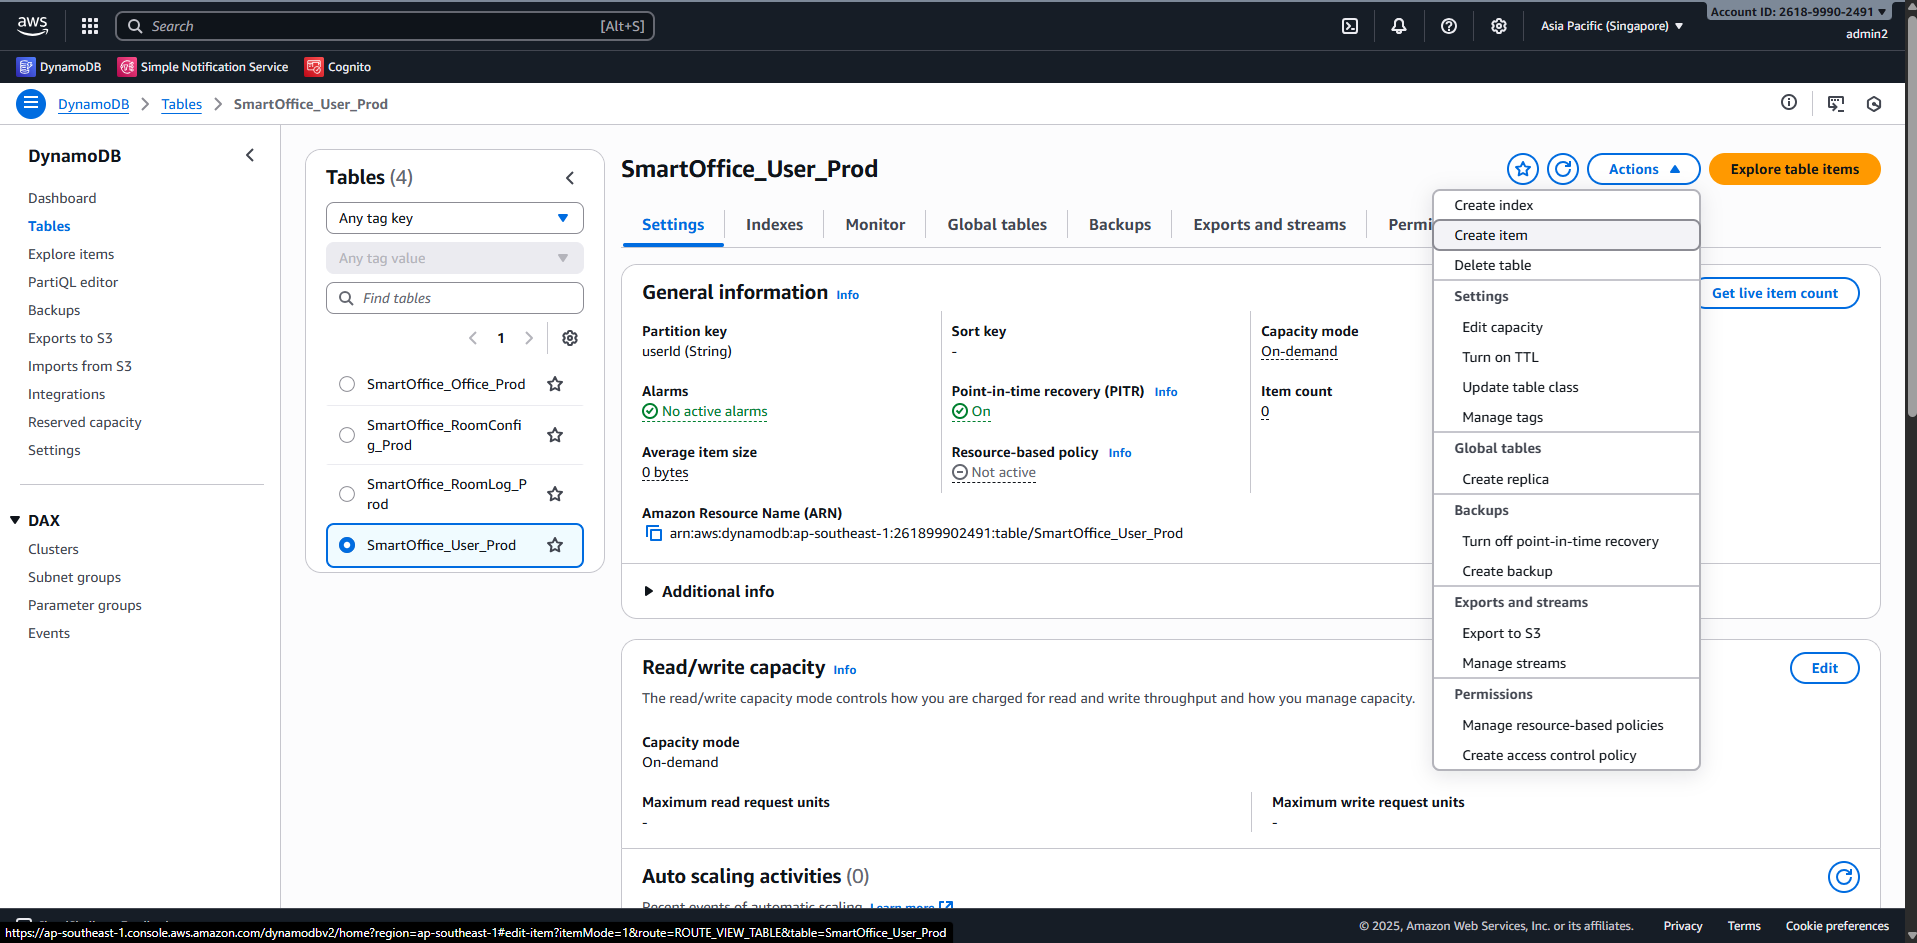 aws
Search
[Alt+S]
Asia Pacific (Singapore)
Account ID: 2618-9990-2491
admin2
DynamoDB
Simple Notification Service
Cognito
DynamoDB
Tables
SmartOffice_User_Prod
DynamoDB
Dashboard
Tables
Explore items
PartiQL editor
Backups
Exports to S3
Imports from S3
Integrations
Reserved capacity
Settings
DAX
Clusters
Subnet groups
Parameter groups
Events
Tables (4)
Any tag key
Any tag value
Find tables
1
SmartOffice_Office_Prod
SmartOffice_RoomConfi
g_Prod
SmartOffice_RoomLog_P
rod
SmartOffice_User_Prod
SmartOffice_User_Prod
Actions
Explore table items
Settings
Indexes
Monitor
Global tables
Backups
Exports and streams
Permi
General information Info
Get live item count
Partition key
userId (String)
Sort key
-
Capacity mode
On-demand
Alarms
No active alarms
Point-in-time recovery (PITR) Info
On
Item count
0
Average item size
0 bytes
Resource-based policy Info
Not active
Amazon Resource Name (ARN)
arn:aws:dynamodb:ap-southeast-1:261899902491:table/SmartOffice_User_Prod
Additional info
Read/write capacity Info
Edit
The read/write capacity mode controls how you are charged for read and write throughput and how you manage capacity.
Capacity mode
On-demand
Maximum read request units
-
Maximum write request units
-
Auto scaling activities (0)
Recent events of automatic scaling. Learn more
Create index
Create item
Delete table
Settings
Edit capacity
Turn on TTL
Update table class
Manage tags
Global tables
Create replica
Backups
Turn off point-in-time recovery
Create backup
Exports and streams
Export to S3
Manage streams
Permissions
Manage resource-based policies
Create access control policy
© 2025, Amazon Web Services, Inc. or its affiliates.
Privacy
Terms
Cookie preferences
https://ap-southeast-1.console.aws.amazon.com/dynamodbv2/home?region=ap-southeast-1#edit-item?itemMode=1&route=ROUTE_VIEW_TABLE&table=SmartOffice_User_Prod